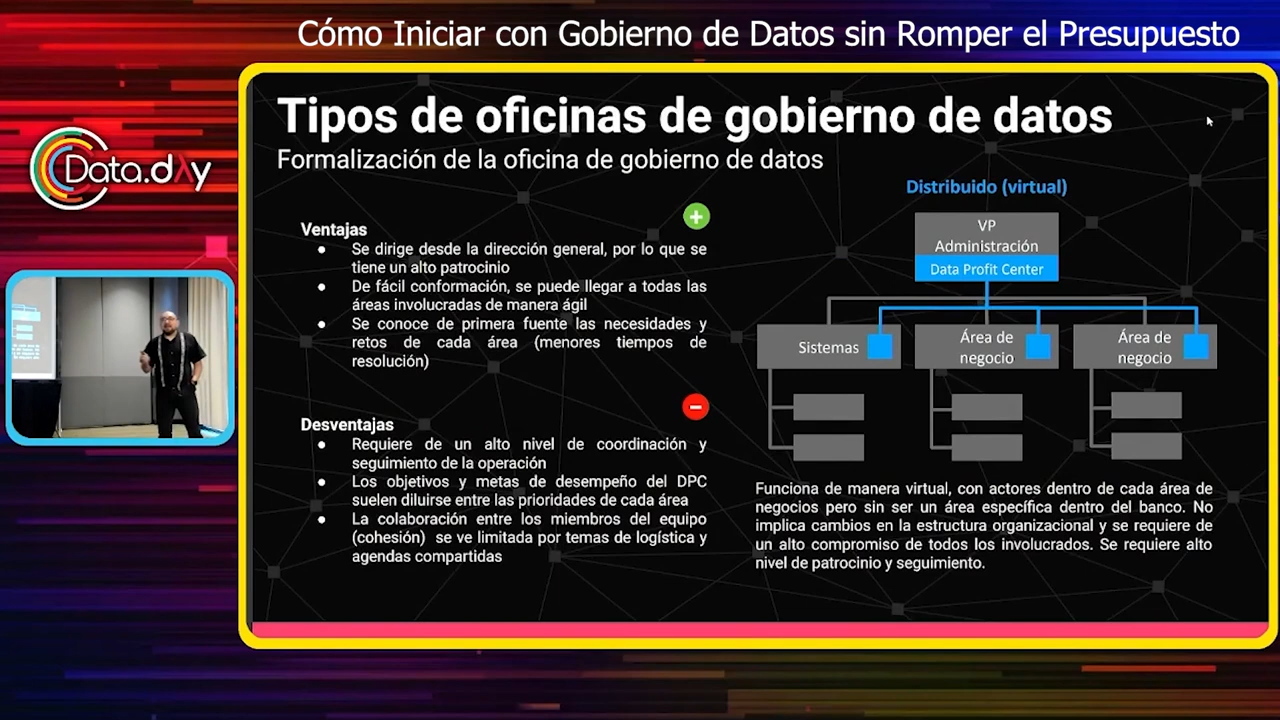 Cómo Iniciar con Gobierno de Datos sin Romper el Presupuesto
Data.dAy
Tipos de oficinas de gobierno de datos
Formalización de la oficina de gobierno de datos
Ventajas
● Se dirige desde la dirección general, por lo que se
tiene un alto patrocinio
● De fácil conformación, se puede llegar a todas las
áreas involucradas de manera ágil
● Se conoce de primera fuente las necesidades y
retos de cada área (menores tiempos de
resolución)
Desventajas
● Requiere de un alto nivel de coordinación y
seguimiento de la operación
● Los objetivos y metas de desempeño del DPC
suelen diluirse entre las prioridades de cada área
● La colaboración entre los miembros del equipo
(cohesión) se ve limitada por temas de logística y
agendas compartidas
Distribuido (virtual)
VP
Administración
Data Profit Center
Sistemas
Área de
negocio
Área de
negocio
Funciona de manera virtual, con actores dentro de cada área de
negocios pero sin ser un área específica dentro del banco. No
implica cambios en la estructura organizacional y se requiere de
un alto compromiso de todos los involucrados. Se requiere alto
nivel de patrocinio y seguimiento.